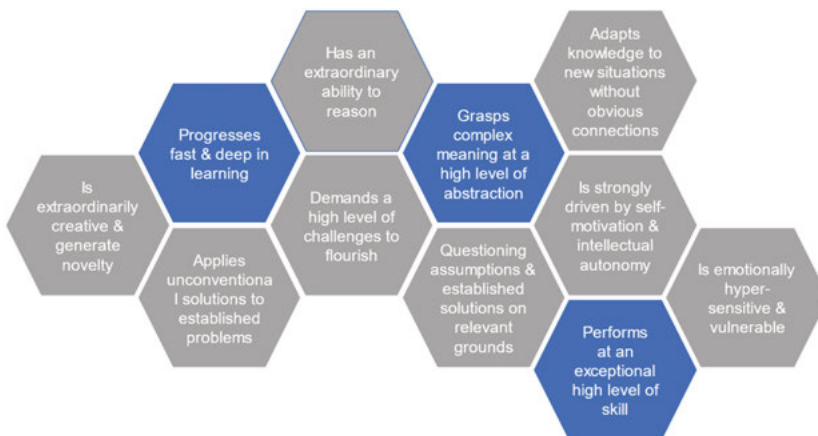 Has an
extraordinary
ability to
reason
Adapts
knowledge to
new situations
without
obvious
connections
Progresses
fast & deep in
learning
Grasps
complex
meaning at a
high level of
abstraction
Is
extraordinarily
creative &
generate
novelty
Demands a
high level of
challenges to
flourish
Is strongly
driven by self-
motivation &
intellectual
autonomy
Applies
unconventiona
l solutions to
established
problems
Questioning
assumptions &
established
solutions on
relevant
grounds
Is emotionally
hyper-
sensitive &
vulnerable
Performs
at an
exceptional
high level of
skill